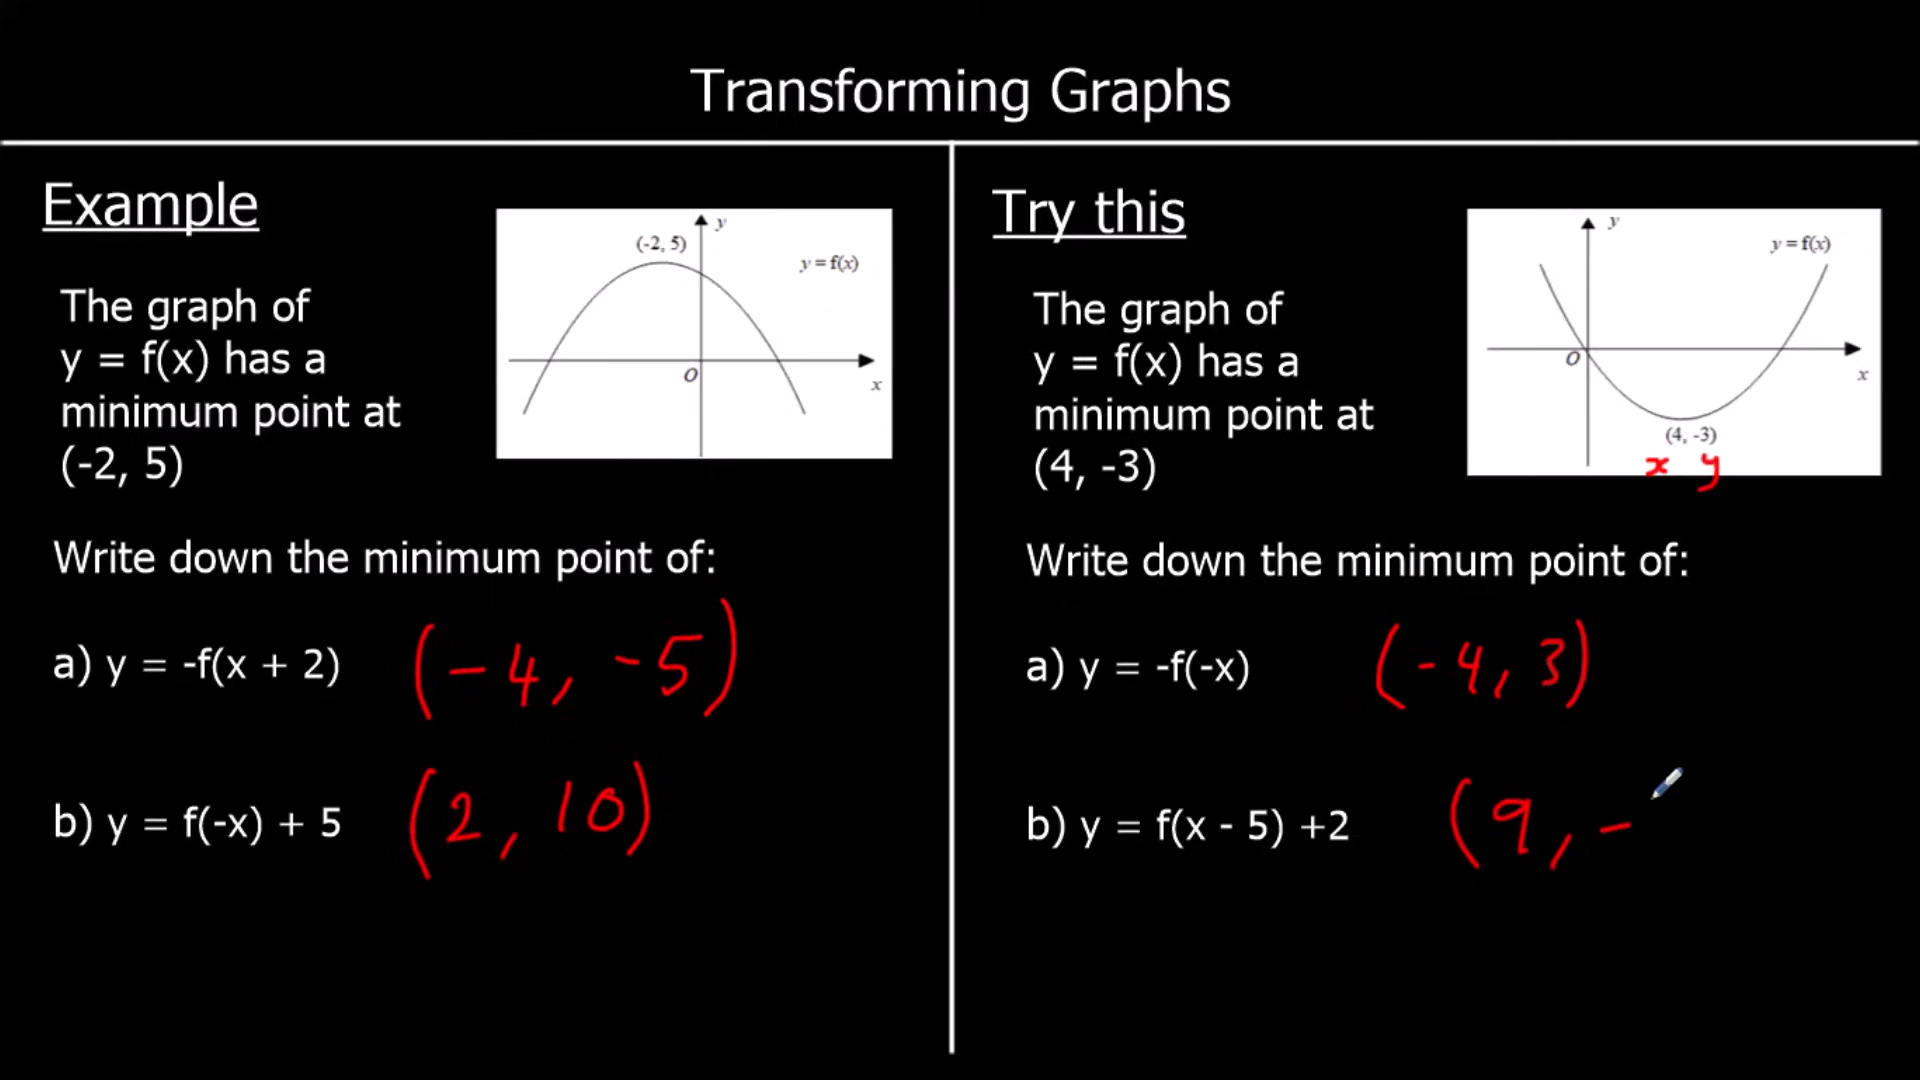 Transforming Graphs
Example
The graph of
y = f(x) has a
minimum point at
(-2, 5)
(-2, 5)
y
y = f(x)
O
x
Write down the minimum point of:
a) y = -f(x + 2) (-4, -5)
b) y = f(-x) + 5 (2, 10)
Try this
The graph of
y = f(x) has a
minimum point at
(4, -3)
y
y = f(x)
O
x
(4, -3)
x y
Write down the minimum point of:
a) y = -f(-x) (-4, 3)
b) y = f(x - 5) +2 (9, -